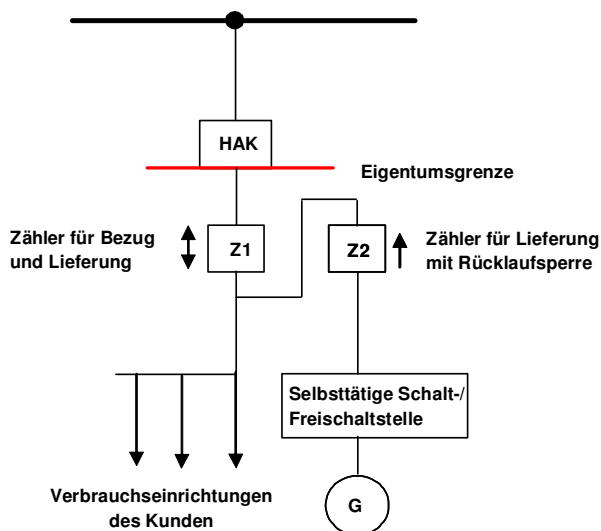 HAK
Eigentumsgrenze
Zähler für Bezug
und Lieferung
Z1
Z2
Zähler für Lieferung
mit Rücklaufsperre
Selbsttätige Schalt-/
Freischaltstelle
Verbrauchseinrichtungen
des Kunden
G